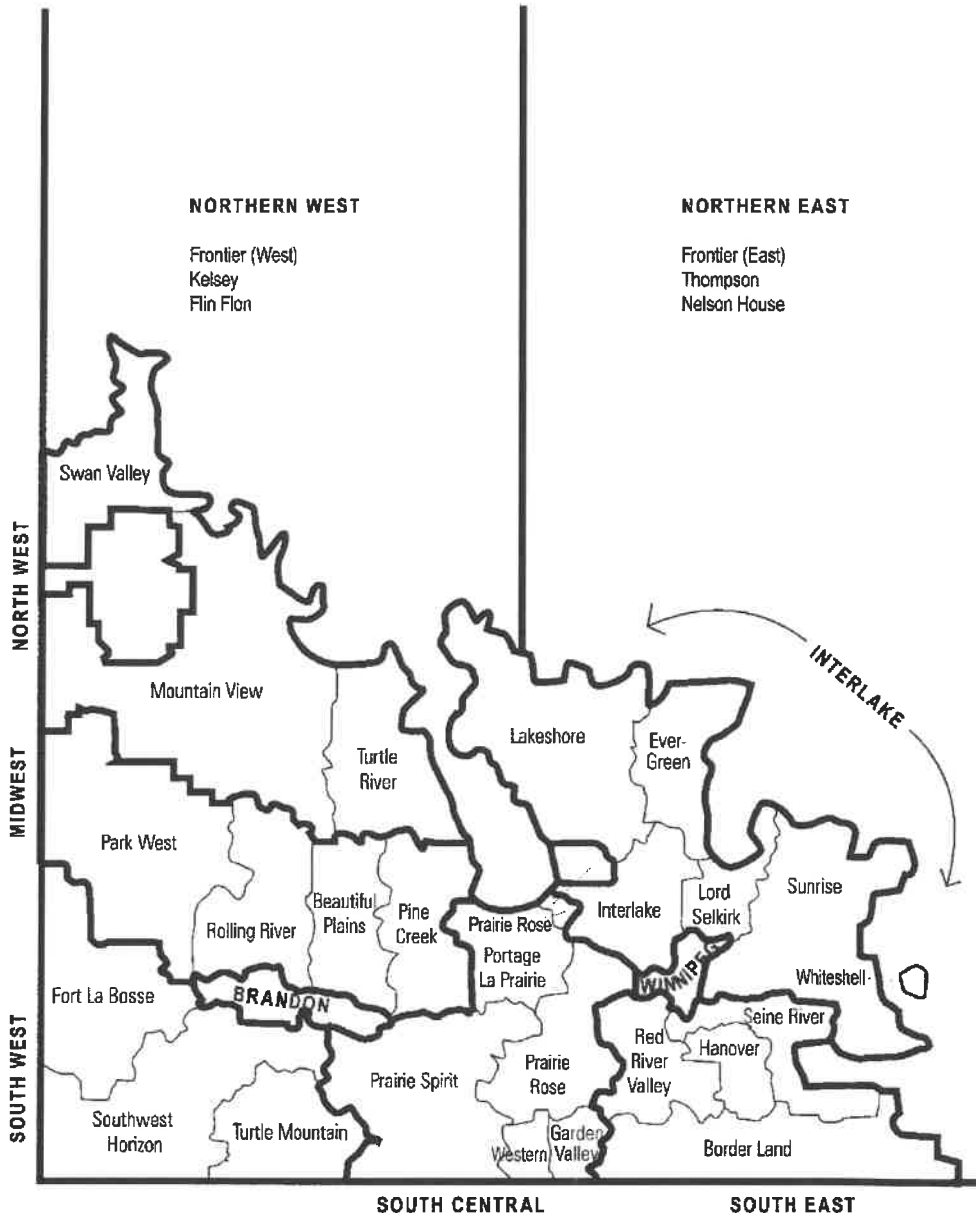 NORTHERN WEST
Frontier (West)
Kelsey
Flin Flon
NORTHERN EAST
Frontier (East)
Thompson
Nelson House
Swan Valley
NORTH WEST
Mountain View
INTERLAKE
Lakeshore
Ever-
Green
Turtle
River
MIDWEST
Park West
Rolling River
Beautiful
Plains
Pine
Creek
Prairie Rose
Portage
La Prairie
Interlake
Lord
Selkirk
Sunrise
WINNIPEG
Whiteshell
BRANDON
Fort La Bosse
Seine River
Red
River
Valley
Hanover
Prairie Spirit
Prairie
Rose
SOUTH WEST
Southwest
Horizon
Turtle Mountain
Western
Garden
Valley
Border Land
SOUTH CENTRAL
SOUTH EAST